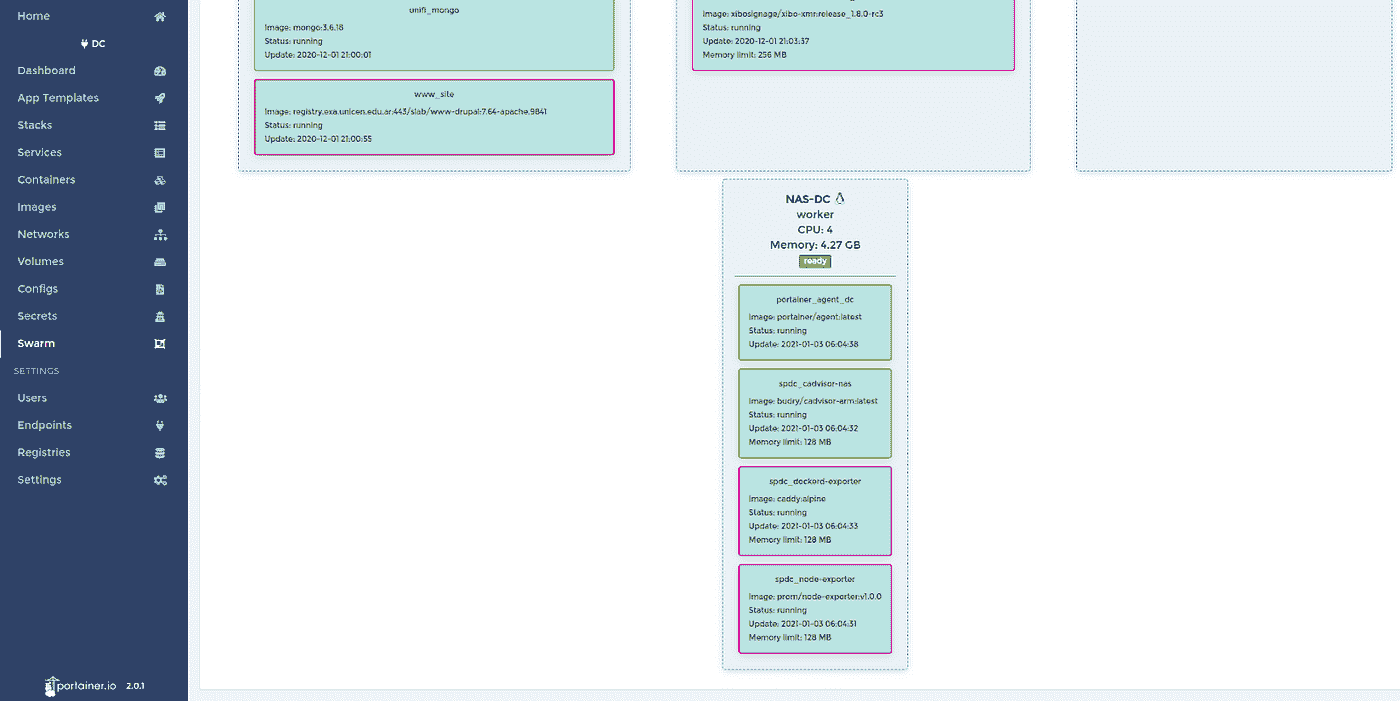 Home
DC
Dashboard
App Templates
Stacks
Services
Containers
Images
Networks
Volumes
Configs
Secrets
Swarm
SETTINGS
Users
Endpoints
Registries
Settings
portainer.io 2.0.1
unifi_mongo
Image: mongo:3.6.18
Status: running
Update: 2020-12-01 21:00:01
www_site
Image: registry.exa.unicen.edu.ar:443/slab/www-drupal:7.64-apache.9841
Status: running
Update: 2020-12-01 21:00:55
Image: xibosignage/xibo-xmr:release_1.8.0-rc3
Status: running
Update: 2020-12-01 21:03:37
Memory limit: 256 MB
NAS-DC
worker
CPU: 4
Memory: 4.27 GB
ready
portainer_agent_dc
Image: portainer/agent:latest
Status: running
Update: 2021-01-03 06:04:38
spdc_cadvisor-nas
Image: budry/cadvisor-arm:latest
Status: running
Update: 2021-01-03 06:04:32
Memory limit: 128 MB
spdc_dockerd-exporter
Image: caddy:alpine
Status: running
Update: 2021-01-03 06:04:33
Memory limit: 128 MB
spdc_node-exporter
Image: prom/node-exporter:v1.0.0
Status: running
Update: 2021-01-03 06:04:31
Memory limit: 128 MB